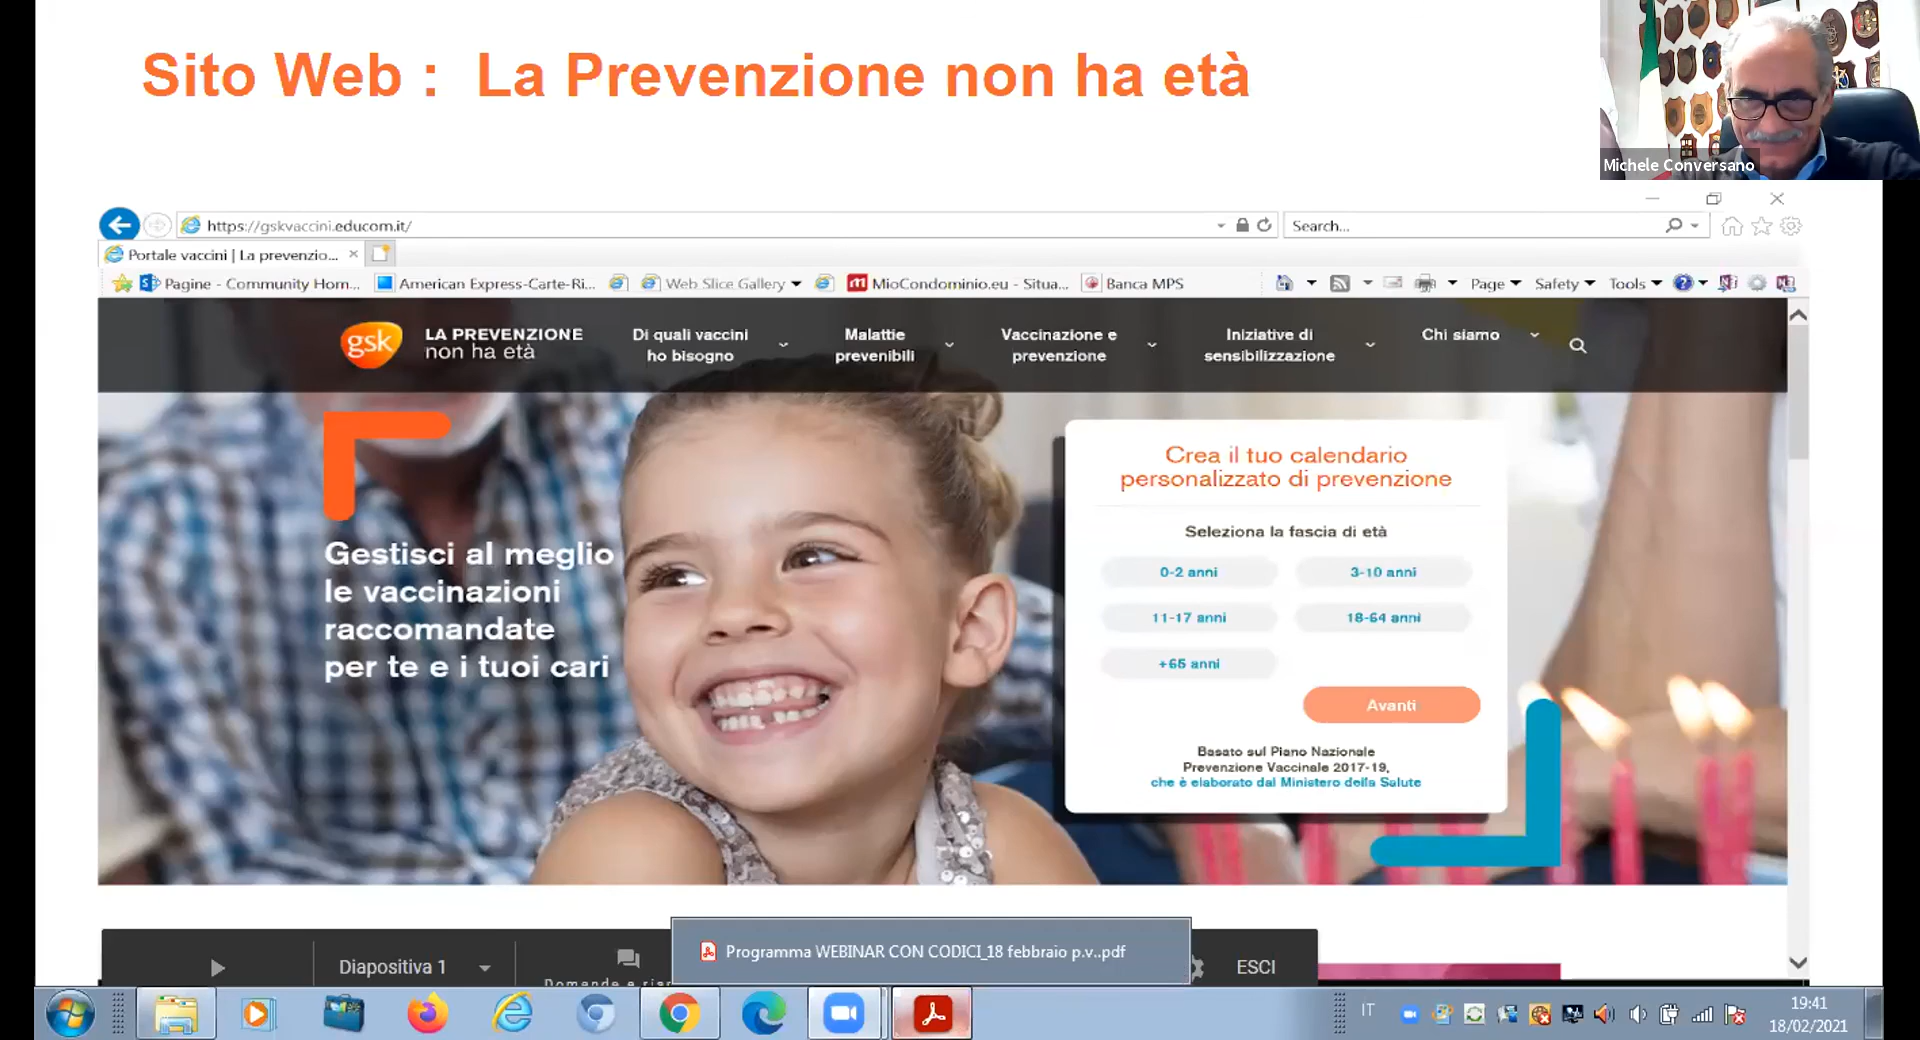 Sito Web : La Prevenzione non ha età
Michele Conversano
https://gskvaccini.educom.it/
Search...
Portale vaccini | La prevenzio...
Pagine - Community Hom...
American Express-Carte-Ri...
Web Slice Gallery
MioCondominio.eu - Situa...
Banca MPS
Page
Safety
Tools
gsk
LA PREVENZIONE
non ha età
Di quali vaccini
ho bisogno
Malattie
prevenibili
Vaccinazione e
prevenzione
Iniziative di
sensibilizzazione
Chi siamo
Gestisci al meglio
le vaccinazioni
raccomandate
per te e i tuoi cari
Crea il tuo calendario
personalizzato di prevenzione
Seleziona la fascia di età
0-2 anni
3-10 anni
11-17 anni
18-64 anni
+65 anni
Avanti
Basato sul Piano Nazionale
Prevenzione Vaccinale 2017-19,
che è elaborato dal Ministero della Salute
Diapositiva 1
Programma WEBINAR CON CODICI_18 febbraio p.v..pdf
ESCI
IT
19:41
18/02/2021